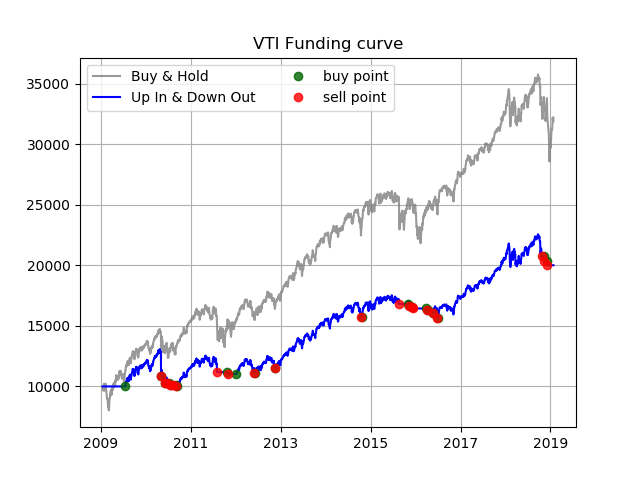 VTI Funding curve
Buy & Hold
Up In & Down Out
buy point
sell point
35000
30000
25000
20000
15000
10000
2009
2011
2013
2015
2017
2019